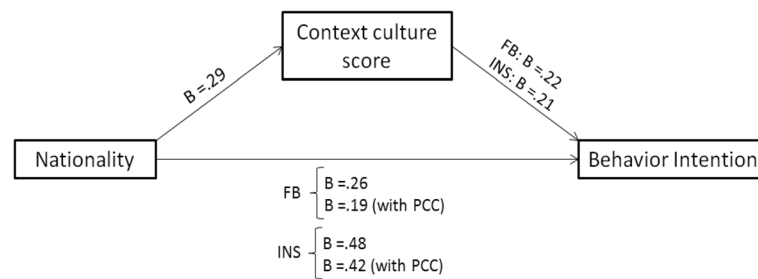 Context culture
score
B =.29
FB: B =.22
INS: B =.21
Nationality
Behavior Intention
FB
B =.26
B =.19 (with PCC)
INS
B =.48
B =.42 (with PCC)